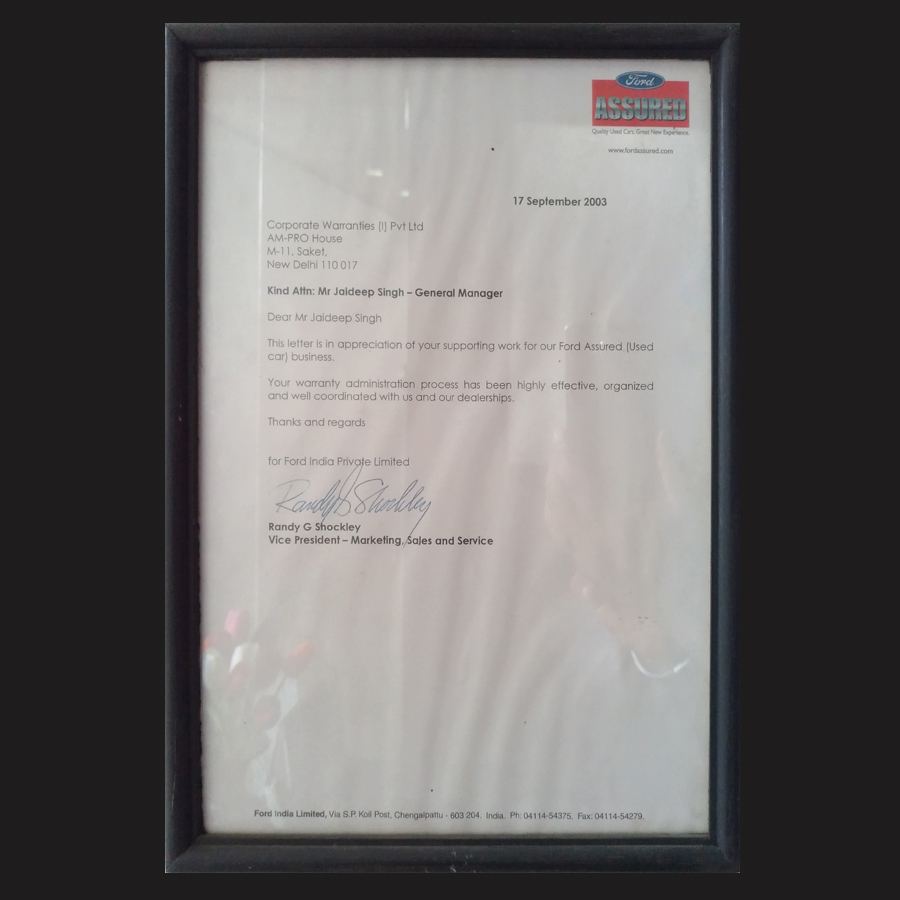 Ford
ASSURED
Quality Used Cars. Great New Experience.
www.fordassured.com
17 September 2003
Corporate Warranties (I) Pvt Ltd
AM-PRO House
M-11, Saket,
New Delhi 110 017
Kind Attn: Mr Jaideep Singh – General Manager
Dear Mr Jaideep Singh
This letter is in appreciation of your supporting work for our Ford Assured (Used
car) business.
Your warranty administration process has been highly effective, organized
and well coordinated with us and our dealerships.
Thanks and regards
for Ford India Private Limited
Randy G Shockley
Randy G Shockley
Vice President – Marketing, Sales and Service
Ford India Limited, Via S.P. Koil Post, Chengalpattu - 603 204. India. Ph: 04114-54375. Fax: 04114-54279.